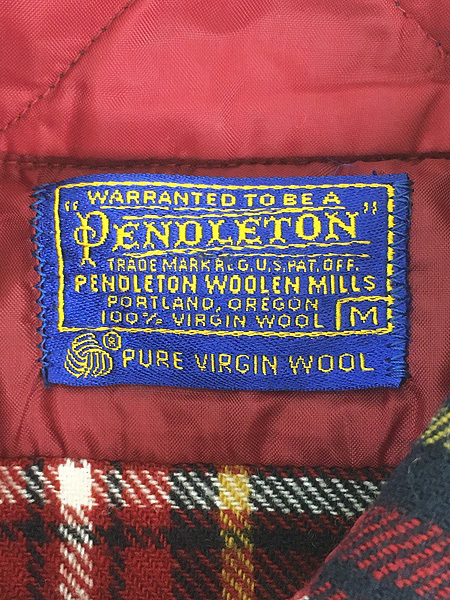 WARRANTED TO BE A
"PENDLETON"
TRADE MARK REG. U.S. PAT. OFF.
PENDLETON WOOLEN MILLS
PORTLAND, OREGON
100% VIRGIN WOOL M
® PURE VIRGIN WOOL